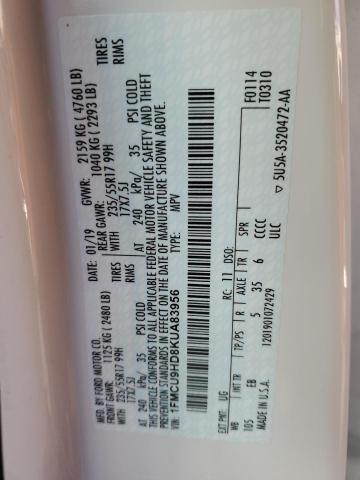 MFD. BY FORD MOTOR CO.
DATE: 01/19 GVWR: 2159 KG ( 4760 LB)
FRONT GAWR: 1125 KG (2480 LB) REAR GAWR: 1040 KG ( 2293 LB)
WITH 235/55R17 99H TIRES WITH 235/55R17 99H TIRES
17X7.5J RIMS 17X7.5J RIMS
AT 240 kPa/ 35 PSI COLD AT 240 kPa/ 35 PSI COLD
THIS VEHICLE CONFORMS TO ALL APPLICABLE FEDERAL MOTOR VEHICLE SAFETY AND THEFT
PREVENTION STANDARDS IN EFFECT ON THE DATE OF MANUFACTURE SHOWN ABOVE.
VIN: 1FMCU9HD8KUA83956 TYPE: MPV
F0114
T0310
EXT PNT: UG RC: 11 DSO:
WB INT TR TP/PS R AXLE TR SPR
105 EB 5 35 6 CCCC
MADE IN U.S.A. 1201901072429 ULC
5U5A-3520472-AA